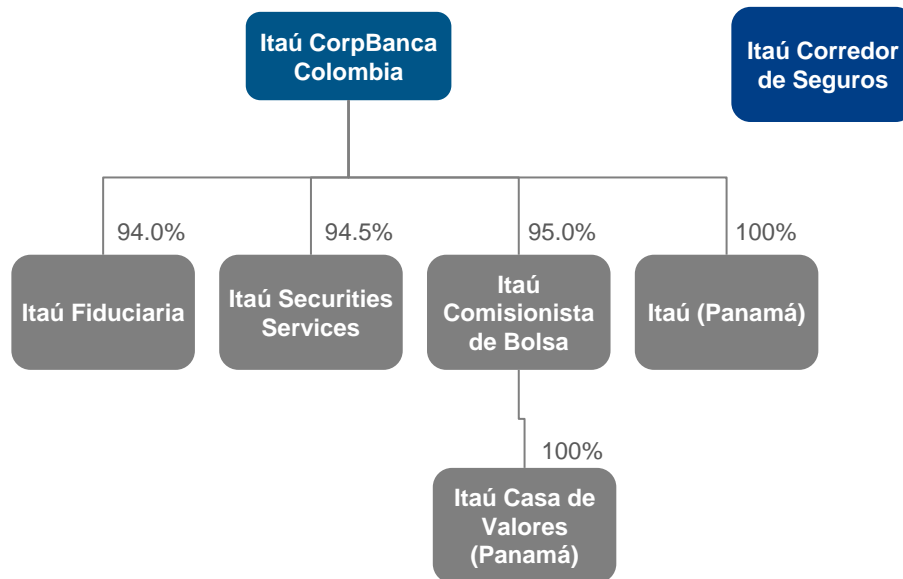 Itaú CorpBanca
Colombia
Itaú Corredor
de Seguros
94.0%
94.5%
95.0%
100%
Itaú Fiduciaria
Itaú Securities
Services
Itaú
Comisionista
de Bolsa
Itaú (Panamá)
100%
Itaú Casa de
Valores
(Panamá)